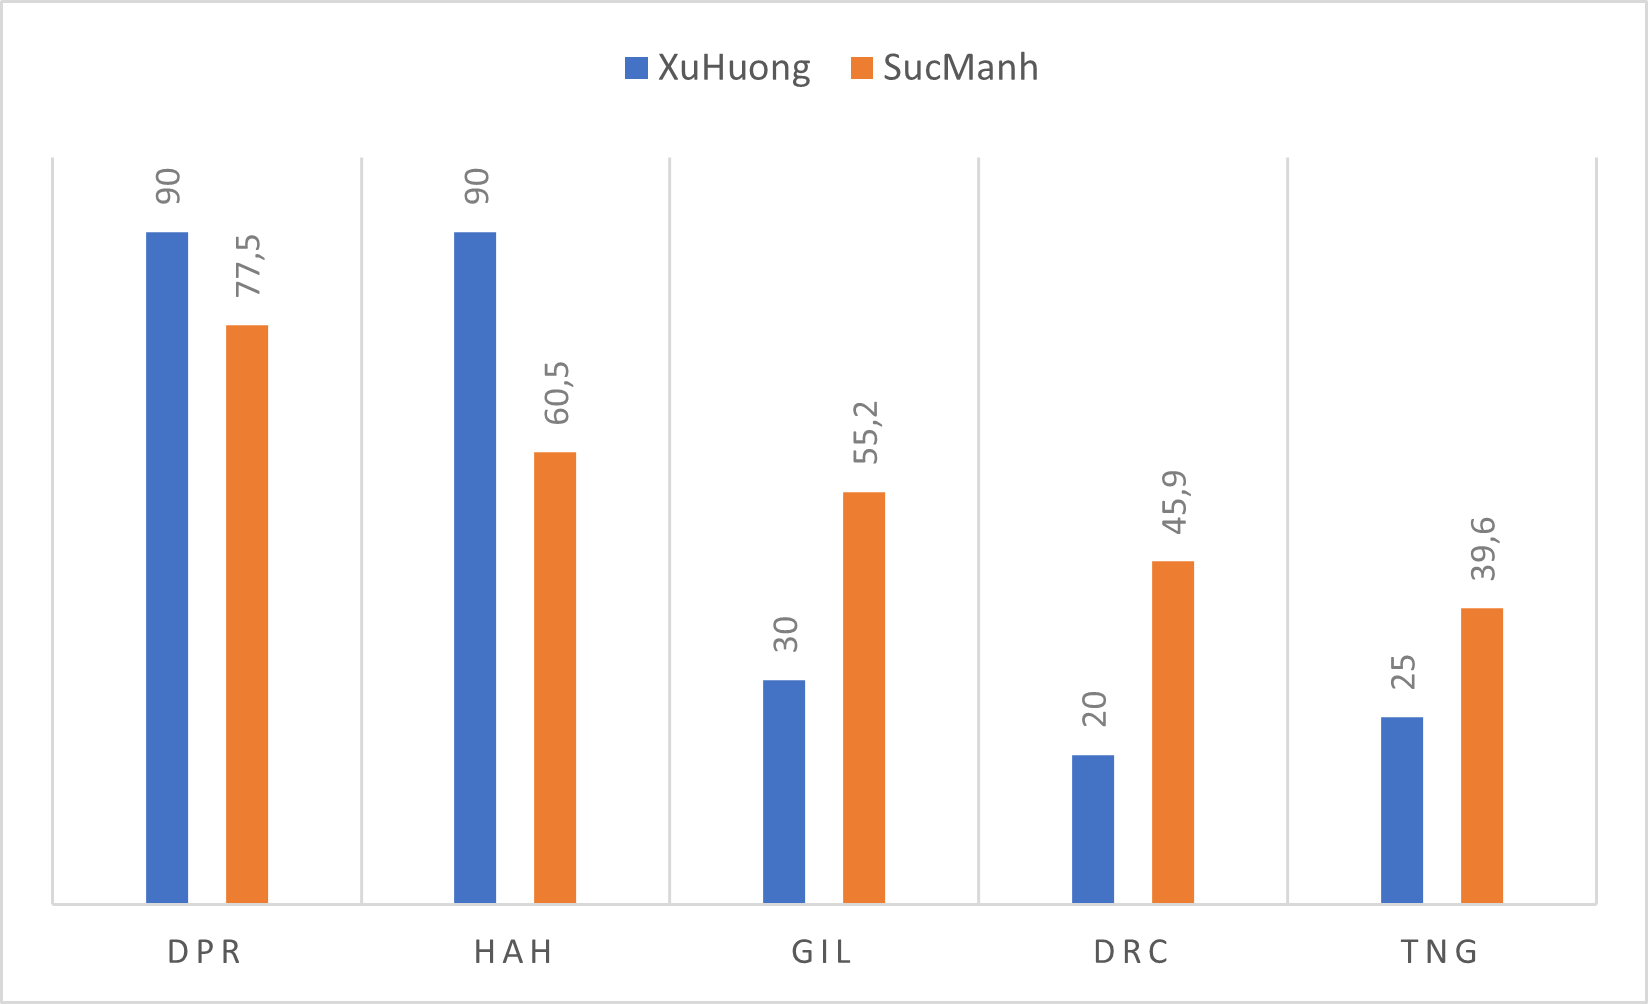 XuHuong SucManh
90 77,5 90 60,5 30 55,2 20 45,9 25 39,6
DPR HAH GIL DRC TNG